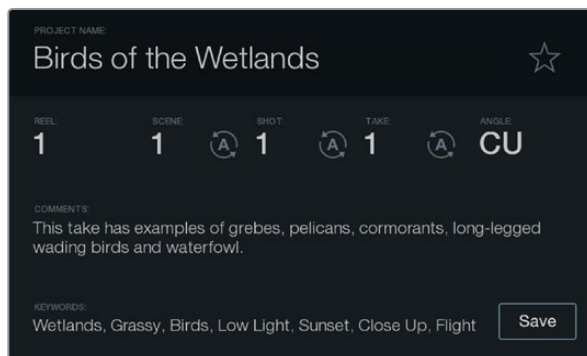 PROJECT NAME:
Birds of the Wetlands
REEL: SCENE: SHOT: TAKE: ANGLE:
1 1 A 1 A 1 A CU
COMMENTS:
This take has examples of grebes, pelicans, cormorants, long-legged
wading birds and waterfowl.
KEYWORDS:
Wetlands, Grassy, Birds, Low Light, Sunset, Close Up, Flight
Save